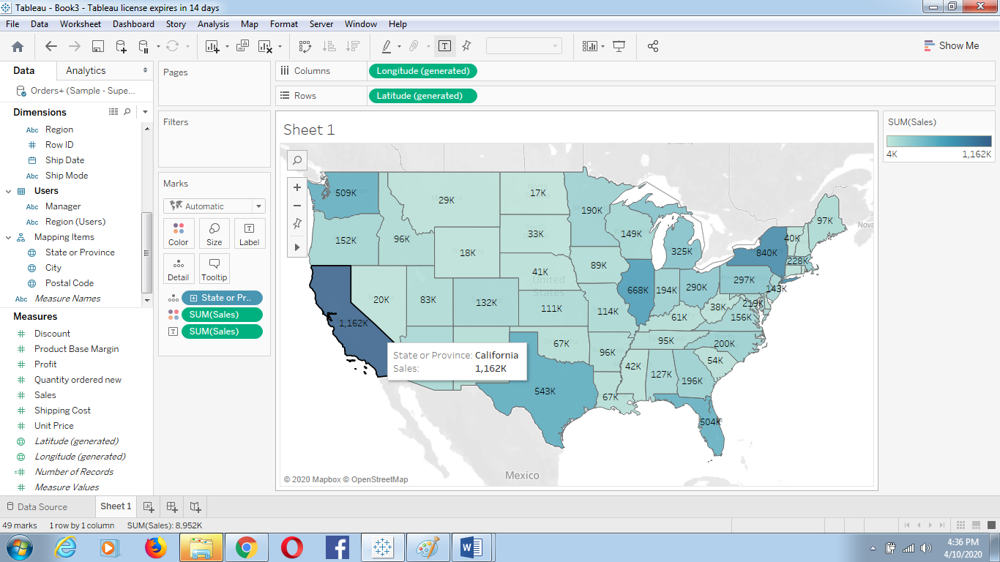 Tableau - Book3 - Tableau license expires in 14 days
File Data Worksheet Dashboard Story Analysis Map Format Server Window Help
Show Me
Data Analytics
Orders+ (Sample - Supe...
Dimensions
Abc Region
Row ID
Ship Date
Abc Ship Mode
Users
Abc Manager
Abc Region (Users)
Mapping Items
State or Province
City
Postal Code
Abc Measure Names
Measures
Discount
Product Base Margin
Profit
Quantity ordered new
Sales
Shipping Cost
Unit Price
Latitude (generated)
Longitude (generated)
Number of Records
Measure Values
Pages
Filters
Marks
Automatic
Color Size Label
Detail Tooltip
State or Pr..
SUM(Sales)
SUM(Sales)
Columns Longitude (generated)
Rows Latitude (generated)
Sheet 1
509K 29K 17K 190K 97K
152K 96K 18K 33K 149K 325K 40K
840K 228K
20K 83K 132K 41K 89K 668K 194K 290K 297K 143K
1,162K 111K 114K 61K 38K 219K 156K
67K 96K 95K 200K
42K 127K 196K 54K
543K 67K 504K
United States
Mexico
State or Province: California
Sales: 1,162K
© 2020 Mapbox © OpenStreetMap
SUM(Sales)
4K 1,162K
Data Source Sheet 1
49 marks 1 row by 1 column SUM(Sales): 8,952K
4:36 PM
4/10/2020